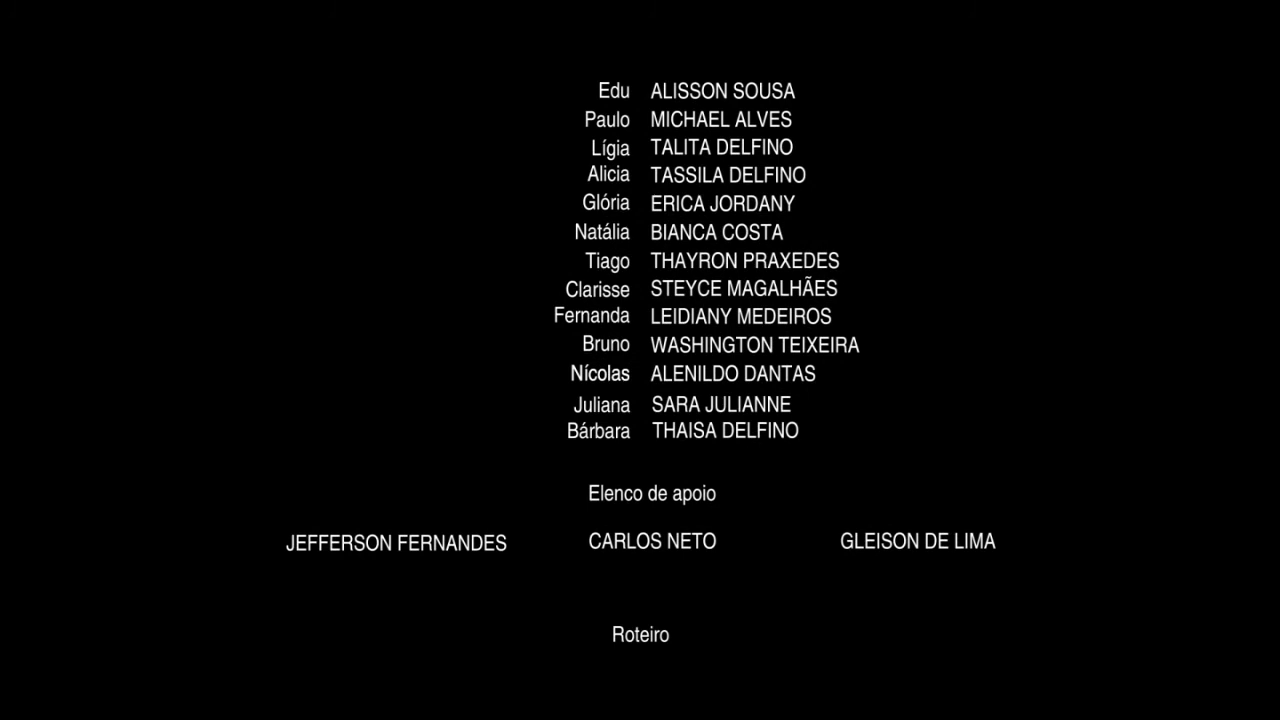 Edu ALISSON SOUSA
Paulo MICHAEL ALVES
Lígia TALITA DELFINO
Alicia TASSILA DELFINO
Glória ERICA JORDANY
Natália BIANCA COSTA
Tiago THAYRON PRAXEDES
Clarisse STEYCE MAGALHÃES
Fernanda LEIDIANY MEDEIROS
Bruno WASHINGTON TEIXEIRA
Nícolas ALENILDO DANTAS
Juliana SARA JULIANNE
Bárbara THAISA DELFINO
Elenco de apoio
JEFFERSON FERNANDES CARLOS NETO GLEISON DE LIMA
Roteiro